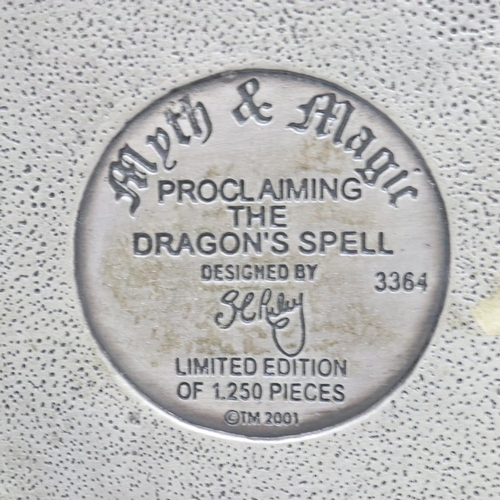 Myth & Magic
PROCLAIMING
THE
DRAGON'S SPELL
DESIGNED BY
3364
LIMITED EDITION
OF 1.250 PIECES
©TM 2001